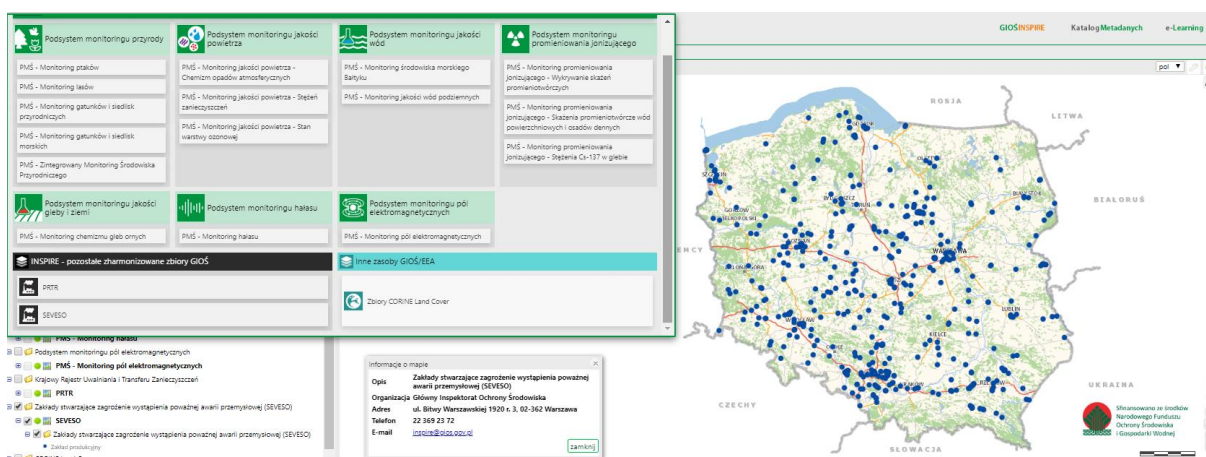 Podsystem monitoringu przyrody
PMŚ - Monitoring ptaków
PMŚ - Monitoring lasów
PMŚ - Monitoring gatunków i siedlisk
przyrodniczych
PMŚ - Monitoring gatunków i siedlisk
morskich
PMŚ - Zintegrowany Monitoring Środowiska
Przyrodniczego
Podsystem monitoringu jakości
powietrza
PMŚ - Monitoring jakości powietrza -
Chemizm opadów atmosferycznych
PMŚ - Monitoring jakości powietrza - Stężeń
zanieczyszczeń
PMŚ - Monitoring jakości powietrza - Stan
warstwy ozonowej
Podsystem monitoringu jakości
wód
PMŚ - Monitoring środowiska morskiego
Bałtyku
PMŚ - Monitoring jakości wód podziemnych
Podsystem monitoringu
promieniowania jonizującego
PMŚ - Monitoring promieniowania
jonizującego - Wykrywanie skażeń
promieniotwórczych
PMŚ - Monitoring promieniowania
jonizującego - Skażenia promieniotwórcze wód
powierzchniowych i osadów dennych
PMŚ - Monitoring promieniowania
jonizującego - Stężenia Cs-137 w glebie
Podsystem monitoringu jakości
gleby i ziemi
PMŚ - Monitoring chemizmu gleb ornych
Podsystem monitoringu hałasu
PMŚ - Monitoring hałasu
Podsystem monitoringu pól
elektromagnetycznych
PMŚ - Monitoring pól elektromagnetycznych
INSPIRE - pozostałe zharmonizowane zbiory GIOŚ
PRTR
SEVESO
Inne zasoby GIOŚ/EEA
Zbiory CORINE Land Cover
PMŚ - Monitoring hałasu
Podsystem monitoringu pól elektromagnetycznych
PMŚ - Monitoring pól elektromagnetycznych
Krajowy Rejestr Uwalniania i Transferu Zanieczyszczeń
PRTR
Zakłady stwarzające zagrożenie wystąpienia poważnej awarii przemysłowej (SEVESO)
SEVESO
Zakłady stwarzające zagrożenie wystąpienia poważnej awarii przemysłowej (SEVESO)
Zakład produkcyjny
Informacje o mapie
Opis Zakłady stwarzające zagrożenie wystąpienia poważnej
awarii przemysłowej (SEVESO)
Organizacja Główny Inspektorat Ochrony Środowiska
Adres ul. Bitwy Warszawskiej 1920 r. 3, 02-362 Warszawa
Telefon 22 369 23 72
E-mail inspire@gios.gov.pl
zamknij
GIOŚINSPIRE KatalogMetadanych e-Learning
pol
ROSJA
LITWA
BIAŁORUŚ
UKRAINA
SŁOWACJA
CZECHY
WARSZAWA
LUBLIN
KIELCE
Sfinansowano ze środków
Narodowego Funduszu
Ochrony Środowiska
i Gospodarki Wodnej